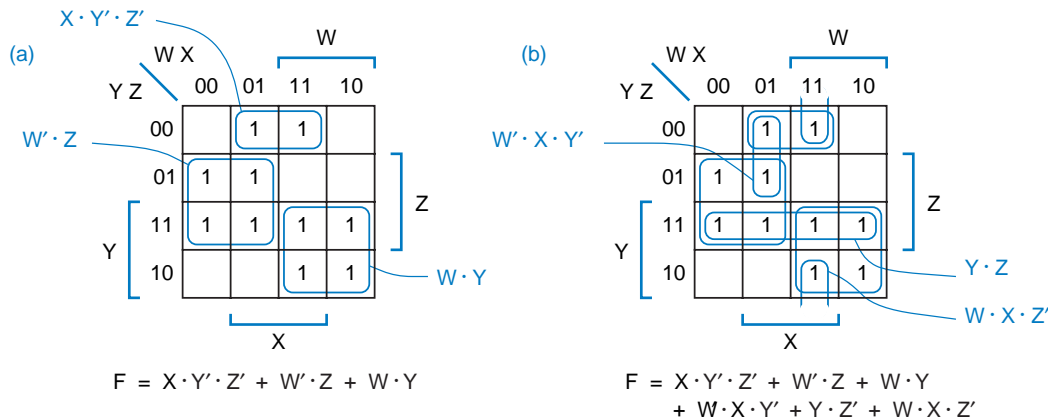 (a)
X · Y′ · Z′
W
W X
Y Z
00 01 11 10
00 1 1
W′ · Z
01 1 1
Z
11 1 1 1 1
Y
10 1 1
W · Y
X
F = X · Y′ · Z′ + W′ · Z + W · Y
(b)
W
W X
Y Z
00 01 11 10
00 1 1
W′ · X · Y′
01 1 1
Z
11 1 1 1 1
Y
10 1 1
Y · Z
W · X · Z′
X
F = X · Y′ · Z′ + W′ · Z + W · Y
+ W′ · X · Y′ + Y · Z′ + W · X · Z′